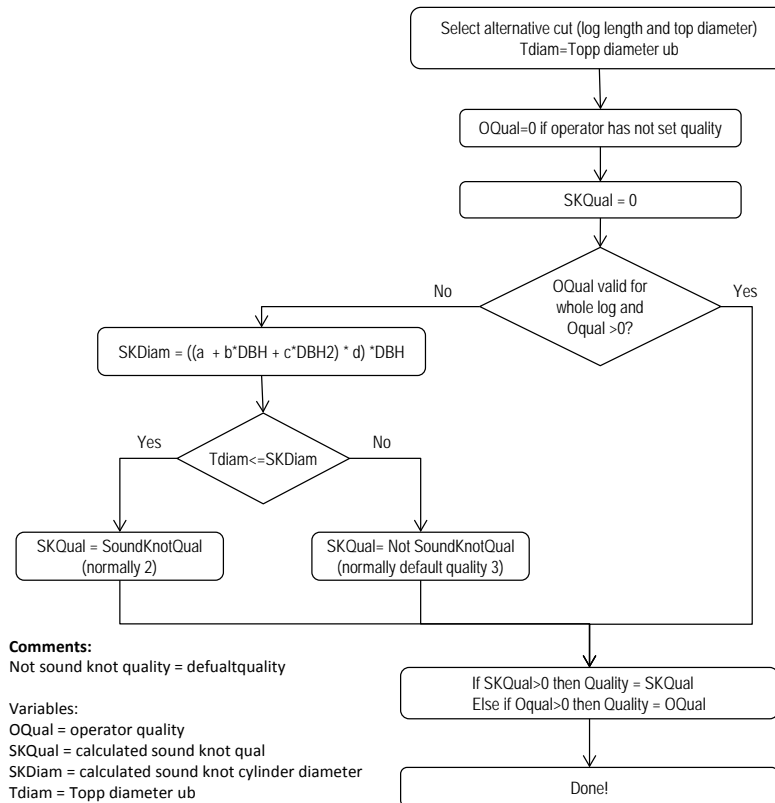 Select alternative cut (log length and top diameter)
Tdiam=Topp diameter ub
OQual=0 if operator has not set quality
SKQual = 0
OQual valid for
whole log and
Oqual >0?
No
Yes
SKDiam = ((a + b*DBH + c*DBH2) * d) *DBH
Tdiam<=SKDiam
Yes
No
SKQual = SoundKnotQual
(normally 2)
SKQual= Not SoundKnotQual
(normally default quality 3)
If SKQual>0 then Quality = SKQual
Else if Oqual>0 then Quality = OQual
Done!
Comments:
Not sound knot quality = defualtquality
Variables:
OQual = operator quality
SKQual = calculated sound knot qual
SKDiam = calculated sound knot cylinder diameter
Tdiam = Topp diameter ub